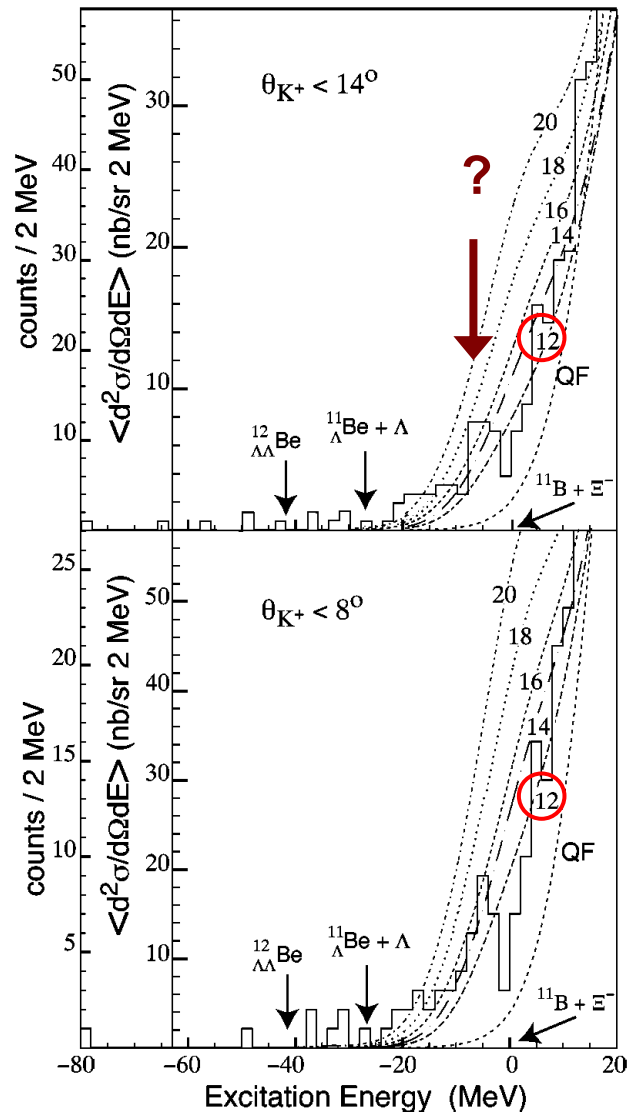 50
40
30
20
10
counts / 2 MeV
30
20
10
<d²σ/dΩdE> (nb/sr 2 MeV)
θK+ < 14°
?
20
18
16
14
12
QF
12ΛΛBe
11ΛBe + Λ
11B + Ξ−
25
20
15
10
5
counts / 2 MeV
50
40
30
20
10
<d²σ/dΩdE> (nb/sr 2 MeV)
θK+ < 8°
20
18
16
14
12
QF
12ΛΛBe
11ΛBe + Λ
11B + Ξ−
−80 −60 −40 −20 0 20
Excitation Energy (MeV)